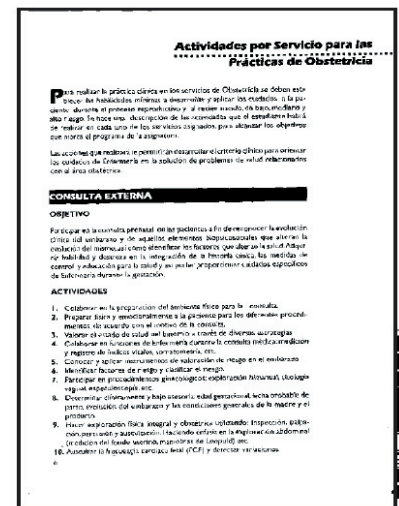 Actividades por Servicio para las
Prácticas de Obstetricia
Para realizar la práctica clínica en los servicios de Obstetricia se deben esta
blecer las habilidades mínimas a desarrollar y aplicar los cuidados a la pa-
ciente durante el proceso reproductivo y al recién nacido, de bajo, mediano y
alto riesgo. Se hace una descripción de las actividades que el estudiante habrá
de realizar en cada uno de los servicios asignados, para alcanzar los objetivos
que marca el programa de la asignatura.
Las acciones que realizará le permitirán desarrollar el criterio clínico para orientar
los cuidados de Enfermería en la solución de problemas de salud relacionados
con el área obstétrica.
CONSULTA EXTERNA
OBJETIVO
Participar en la consulta prenatal con las pacientes a fin de reconocer la evolución
clínica del embarazo y de aquellos elementos biopsicosociales que alteran la
evolución del mismo, así como identificar los factores que alteran la salud. Adqui-
rir habilidad y destreza en la integración de la historia clínica, las medidas de
control y educación para la salud y así poder proporcionar cuidados específicos
de Enfermería durante la gestación.
ACTIVIDADES
1. Colaborar en la preparación del ambiente físico para la consulta.
2. Preparar física y emocionalmente a la paciente para los diferentes procedi-
mientos de acuerdo con el motivo de la consulta.
3. Valorar el estado de salud del binomio a través de diversas estrategias
4. Colaborar en funciones de enfermería durante la consulta médica: medición
y registro de índices vitales, somatometría, etc.
5. Conocer y aplicar instrumentos de valoración de riesgo en el embarazo
6. Identificar factores de riesgo y clasificar el riesgo.
7. Participar en procedimientos ginecológicos: exploración bimanual, citología
vaginal, especuloscopía, etc.
8. Determinar clínicamente y bajo asesoría: edad gestacional, fecha probable de
parto, evolución del embarazo y las condiciones generales de la madre y el
producto.
9. Hacer exploración física integral y obstétrica utilizando: inspección, palpa-
ción, percusión y auscultación. Haciendo énfasis en la exploración abdominal
(medición del fondo uterino, maniobras de Leopold) etc.
10. Auscultar la frecuencia cardiaca fetal (FCF) y detectar variaciones
6